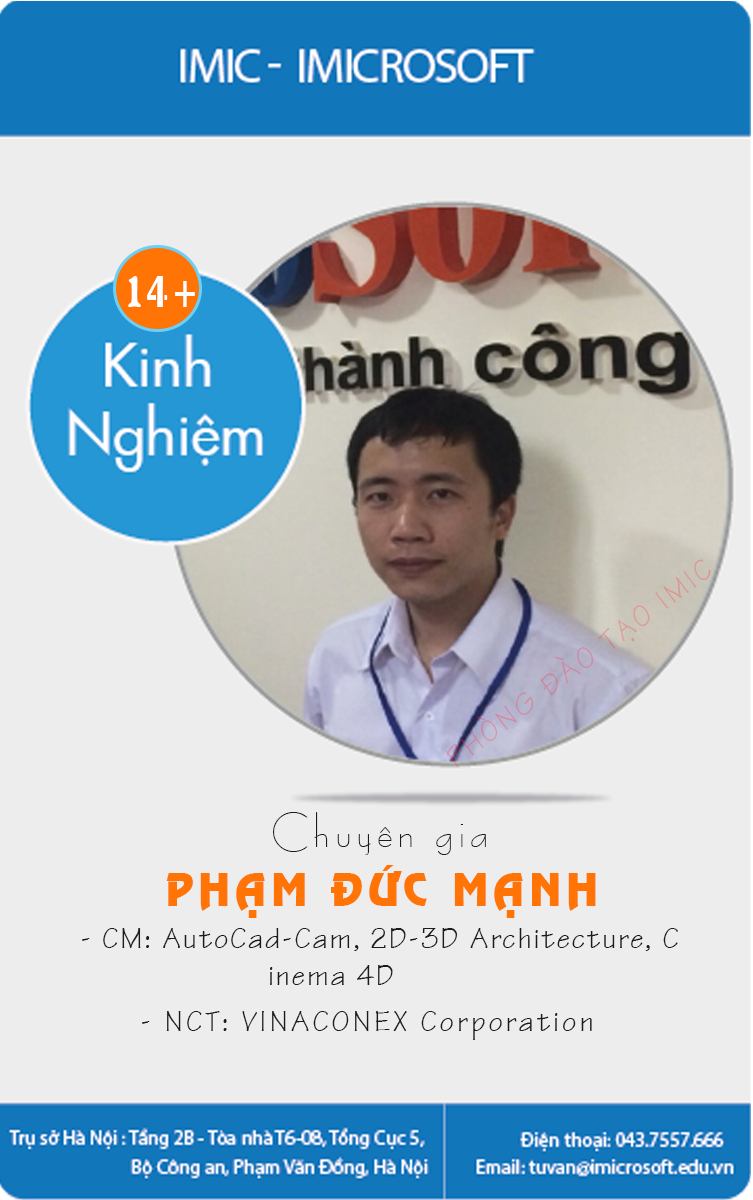 IMIC - IMICROSOFT
14+
Kinh
Nghiệm
hành công
PHÒNG ĐÀO TẠO IMIC
Chuyên gia
PHẠM ĐỨC MẠNH
- CM: AutoCad-Cam, 2D-3D Architecture, C
inema 4D
- NCT: VINACONEX Corporation
Trụ sở Hà Nội : Tầng 2B - Tòa nhà T6-08, Tổng Cục 5,
Bộ Công an, Phạm Văn Đồng, Hà Nội
Điện thoại: 043.7557.666
Email: tuvan@imicrosoft.edu.vn